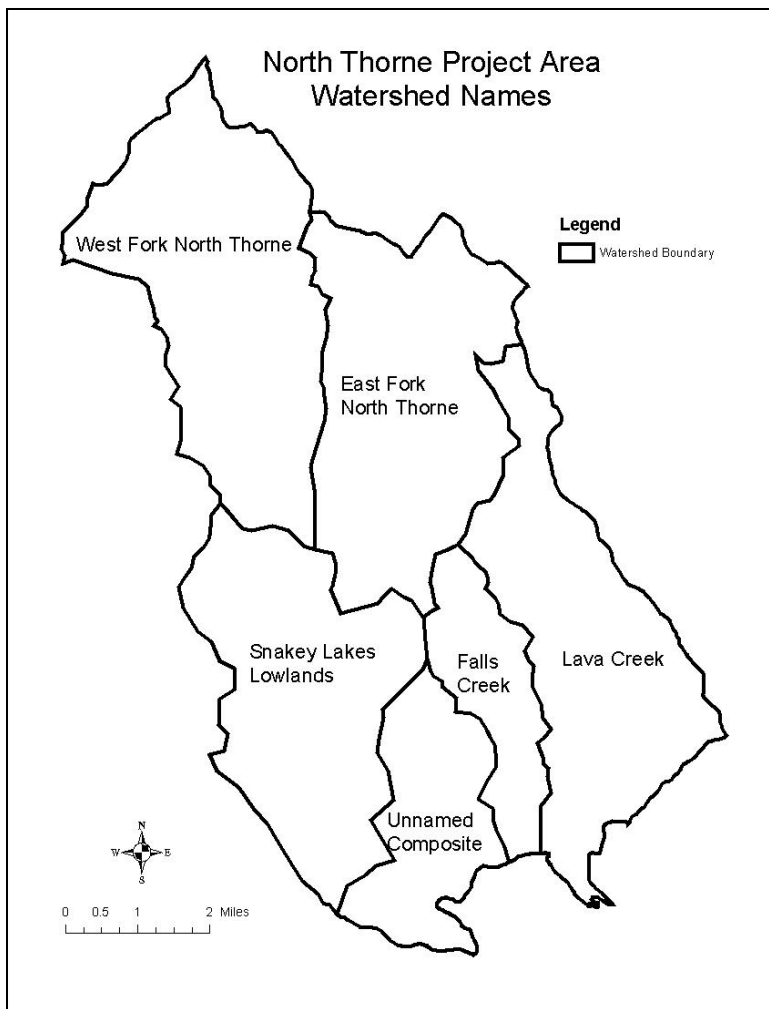 North Thorne Project Area
Watershed Names
Legend
Watershed Boundary
West Fork North Thorne
East Fork
North Thorne
Snakey Lakes
Lowlands
Falls
Creek
Lava Creek
Unnamed
Composite
N
W E
S
0 0.5 1 2 Miles